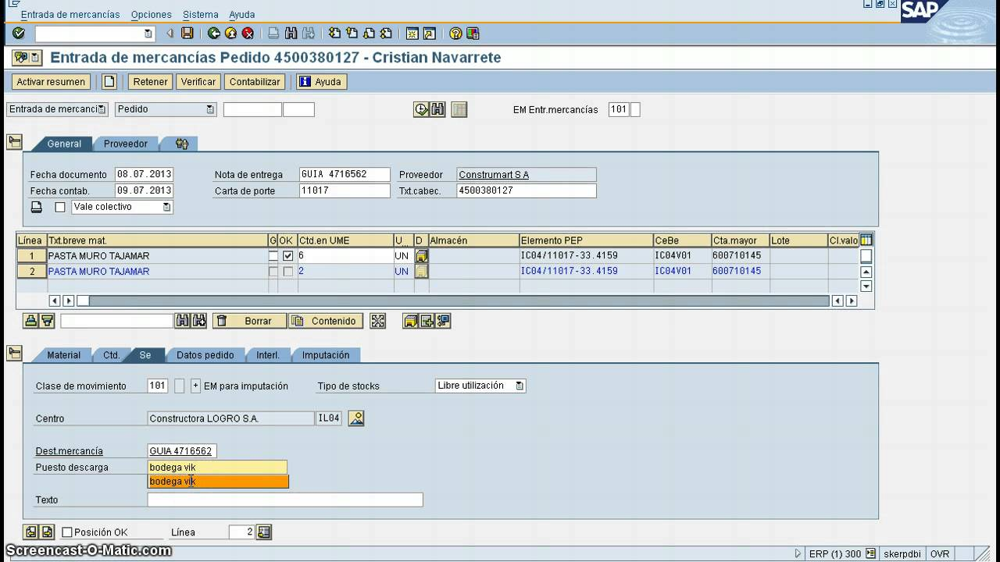 Entrada de mercancías Opciones Sistema Ayuda
SAP
Entrada de mercancías Pedido 4500380127 - Cristian Navarrete
Activar resumen Retener Verificar Contabilizar Ayuda
Entrada de mercancí Pedido EM Entr.mercancías 101
General Proveedor
Fecha documento 08.07.2013 Nota de entrega GUIA 4716562 Proveedor Construmart S A
Fecha contab. 09.07.2013 Carta de porte 11017 Txt.cabec. 4500380127
Vale colectivo
Línea Txt.breve mat. G OK Ctd.en UME U... D Almacén Elemento PEP CeBe Cta.mayor Lote Cl.valo
1 PASTA MURO TAJAMAR 6 UN IC04/11017-33.4159 IC04V01 600710145
2 PASTA MURO TAJAMAR 2 UN IC04/11017-33.4159 IC04V01 600710145
Borrar Contenido
Material Ctd. Se Datos pedido Interl. Imputación
Clase de movimiento 101 + EM para imputación Tipo de stocks Libre utilización
Centro Constructora LOGRO S.A. IL04
Dest.mercancía GUIA 4716562
Puesto descarga bodega vik
bodega vik
Texto
Posición OK Línea 2
Screencast-O-Matic.com
ERP (1) 300 skerpdbi OVR